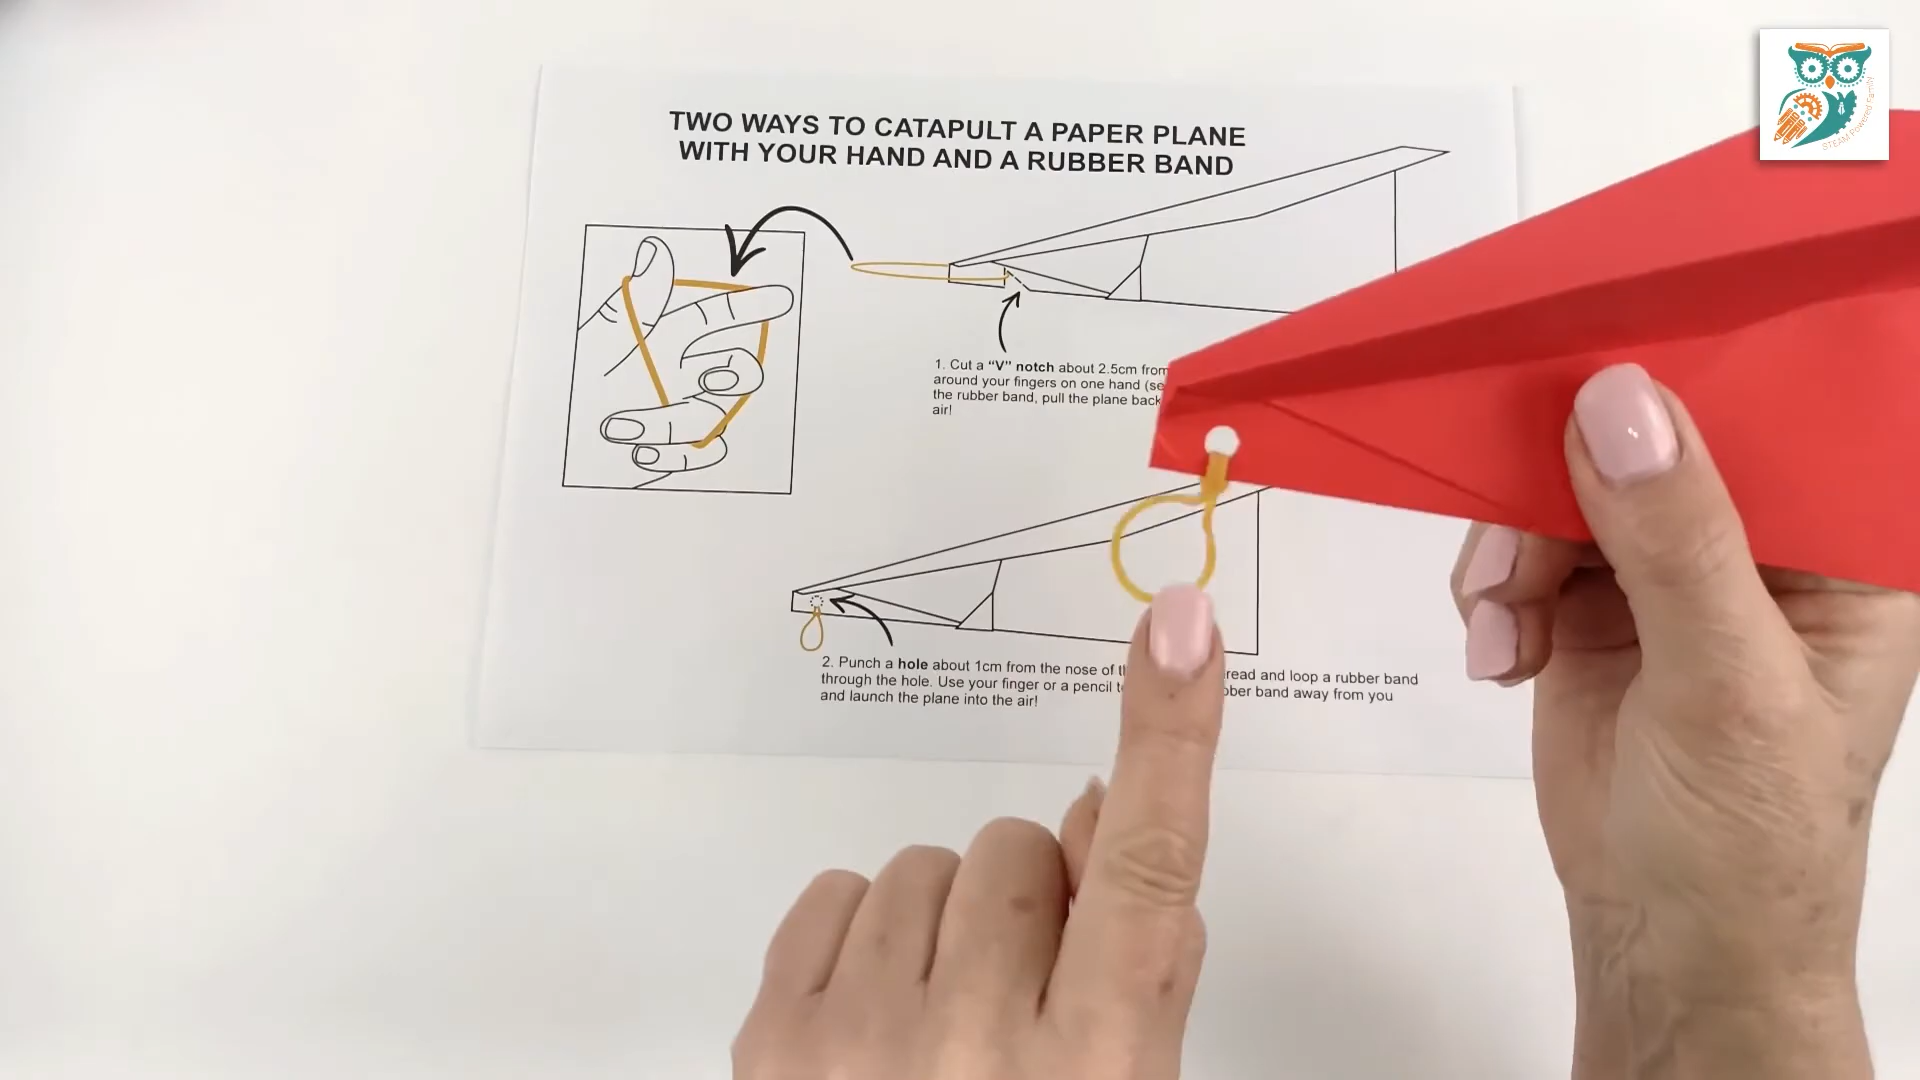 TWO WAYS TO CATAPULT A PAPER PLANE
WITH YOUR HAND AND A RUBBER BAND
1. Cut a “V” notch about 2.5cm from
around your fingers on one hand
the rubber band, pull the plane back
air!
2. Punch a hole about 1cm from the nose of
and loop a rubber band
through the hole. Use your finger or a pencil
band away from you
and launch the plane into the air!
STEAM Powered Family